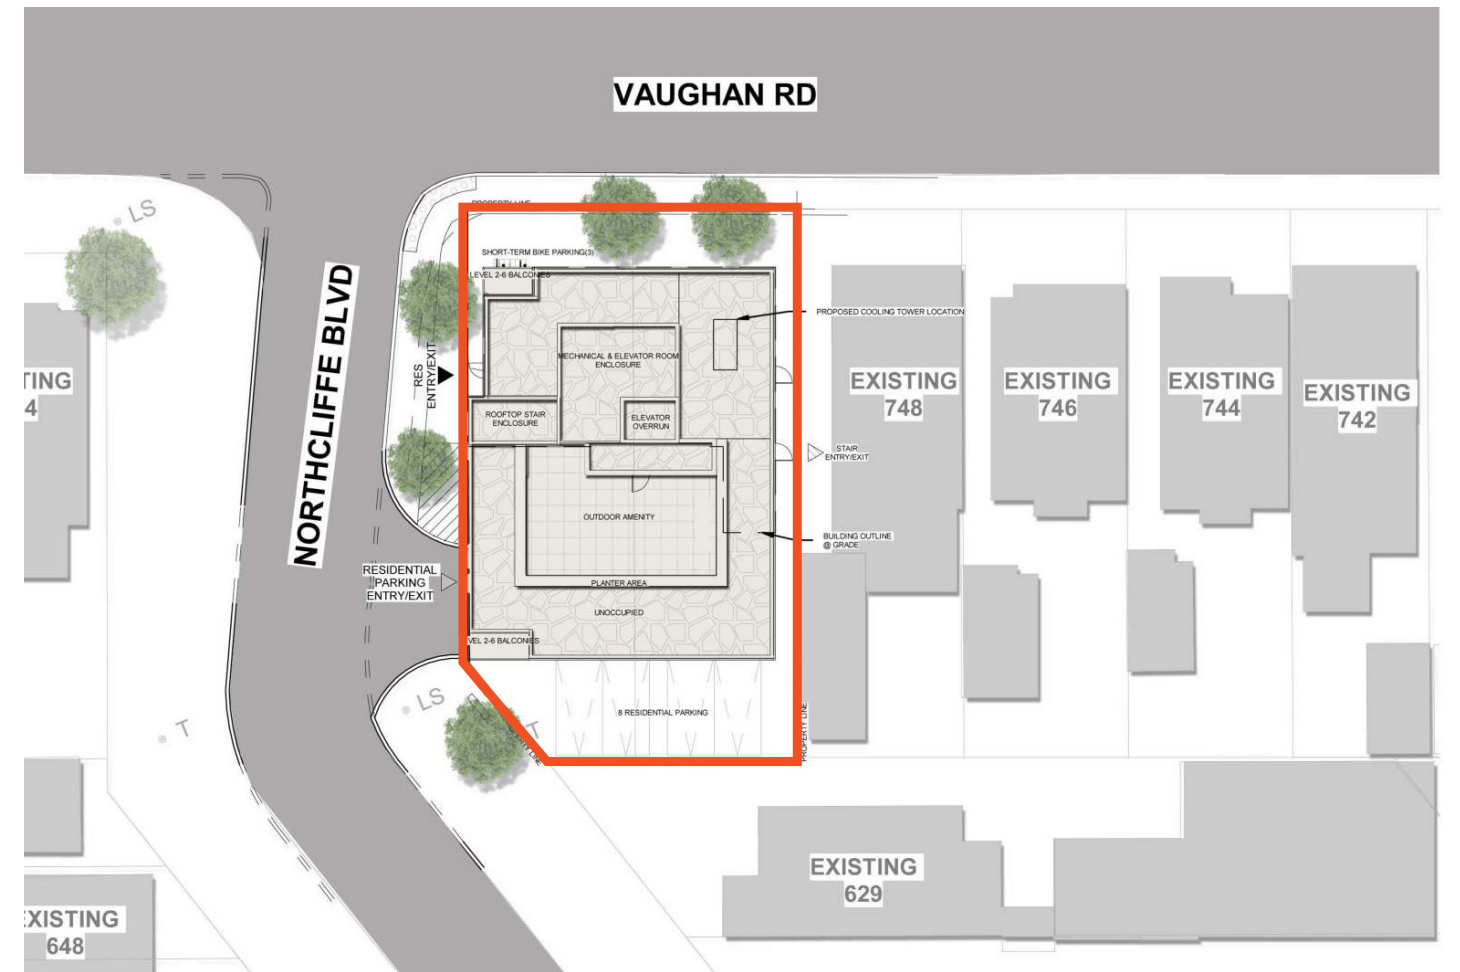 VAUGHAN RD
LS
PROPERTY LINE
SHORT-TERM BIKE PARKING(3)
LEVEL 2-6 BALCONIES
NORTHCLIFFE BLVD
PROPOSED COOLING TOWER LOCATION
MECHANICAL & ELEVATOR ROOM
ENCLOSURE
RES
ENTRY/EXIT
TING
4
EXISTING
748
EXISTING
746
EXISTING
744
EXISTING
742
ROOFTOP STAIR
ENCLOSURE
ELEVATOR
OVERRUN
STAIR
ENTRY/EXIT
OUTDOOR AMENITY
BUILDING OUTLINE
@ GRADE
RESIDENTIAL
PARKING
ENTRY/EXIT
PLANTER AREA
UNOCCUPIED
VEL 2-6 BALCONIES
LS
T
T
8 RESIDENTIAL PARKING
PROPERTY LINE
ERTY LINE
EXISTING
629
EXISTING
648